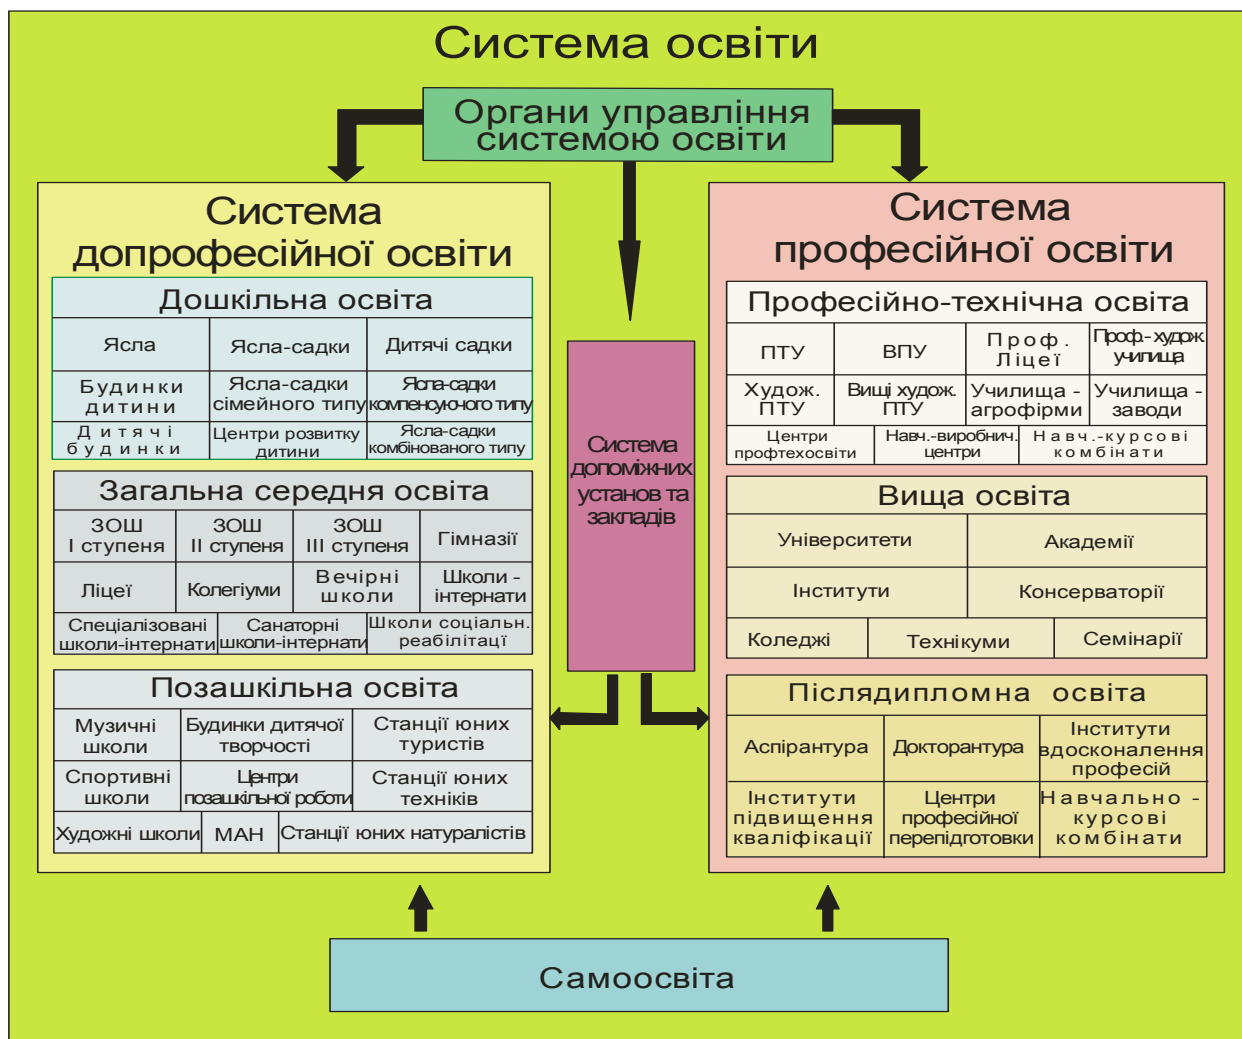 Система освіти
Органи управління
системою освіти
Система
допрофесійної освіти
Дошкільна освіта
Ясла
Ясла-садки
Дитячі садки
Будинки
дитини
Ясла-садки
сімейного типу
Ясла-садки
компенсуючого типу
Дитячі
будинки
Центри розвитку
дитини
Ясла-садки
комбінованого типу
Загальна середня освіта
ЗОШ
І ступеня
ЗОШ
ІІ ступеня
ЗОШ
ІІІ ступеня
Гімназії
Ліцеї
Колегіуми
Вечірні
школи
Школи -
інтернати
Спеціалізовані
школи-інтернати
Санаторні
школи-інтернати
Школи соціальн.
реабілітації
Позашкільна освіта
Музичні
школи
Будинки дитячої
творчості
Станції юних
туристів
Спортивні
школи
Центри
позашкільної роботи
Станції юних
техніків
Художні школи
МАН
Станції юних натуралістів
Система
допоміжних
установ та
закладів
Система
професійної освіти
Професійно-технічна освіта
ПТУ
ВПУ
Проф.
Ліцеї
Проф.- худож.
училища
Худож.
ПТУ
Вищі худож.
ПТУ
Училища -
агрофірми
Училища -
заводи
Центри
профтехосвіти
Навч.-виробнич.
центри
Навч.-курсові
комбінати
Вища освіта
Університети
Академії
Інститути
Консерваторії
Коледжі
Технікуми
Семінарії
Післядипломна освіта
Аспірантура
Докторантура
Інститути
вдосконалення
професій
Інститути
підвищення
кваліфікації
Центри
професійної
перепідготовки
Навчально -
курсові
комбінати
Самоосвіта